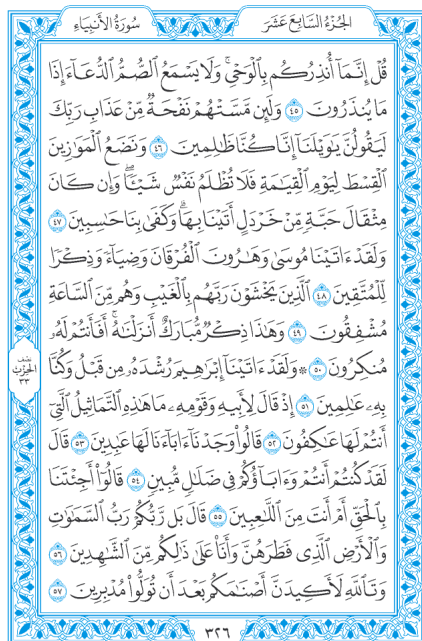 الجزء السابع عشر
سورة الأنبياء
قُلْ إِنَّمَآ أُنذِرُكُم بِٱلْوَحْىِ ۚ وَلَا يَسْمَعُ ٱلصُّمُّ ٱلدُّعَآءَ إِذَا
مَا يُنذَرُونَ ٤٥ وَلَئِن مَّسَّتْهُمْ نَفْحَةٌ مِّنْ عَذَابِ رَبِّكَ
لَيَقُولُنَّ يَٰوَيْلَنَآ إِنَّا كُنَّا ظَٰلِمِينَ ٤٦ وَنَضَعُ ٱلْمَوَٰزِينَ
ٱلْقِسْطَ لِيَوْمِ ٱلْقِيَٰمَةِ فَلَا تُظْلَمُ نَفْسٌ شَيْـًٔا ۖ وَإِن كَانَ
مِثْقَالَ حَبَّةٍ مِّنْ خَرْدَلٍ أَتَيْنَا بِهَا ۗ وَكَفَىٰ بِنَا حَٰسِبِينَ ٤٧
وَلَقَدْ ءَاتَيْنَا مُوسَىٰ وَهَٰرُونَ ٱلْفُرْقَانَ وَضِيَآءً وَذِكْرًا
لِّلْمُتَّقِينَ ٤٨ ٱلَّذِينَ يَخْشَوْنَ رَبَّهُم بِٱلْغَيْبِ وَهُم مِّنَ ٱلسَّاعَةِ
مُشْفِقُونَ ٤٩ وَهَٰذَا ذِكْرٌ مُّبَارَكٌ أَنزَلْنَٰهُ ۚ أَفَأَنتُمْ لَهُۥ
مُنكِرُونَ ٥٠ ۞ وَلَقَدْ ءَاتَيْنَآ إِبْرَٰهِيمَ رُشْدَهُۥ مِن قَبْلُ وَكُنَّا
بِهِۦ عَٰلِمِينَ ٥١ إِذْ قَالَ لِأَبِيهِ وَقَوْمِهِۦ مَا هَٰذِهِ ٱلتَّمَاثِيلُ ٱلَّتِىٓ
أَنتُمْ لَهَا عَٰكِفُونَ ٥٢ قَالُوا۟ وَجَدْنَآ ءَابَآءَنَا لَهَا عَٰبِدِينَ ٥٣ قَالَ
لَقَدْ كُنتُمْ أَنتُمْ وَءَابَآؤُكُمْ فِى ضَلَٰلٍ مُّبِينٍ ٥٤ قَالُوٓا۟ أَجِئْتَنَا
بِٱلْحَقِّ أَمْ أَنتَ مِنَ ٱللَّٰعِبِينَ ٥٥ قَالَ بَل رَّبُّكُمْ رَبُّ ٱلسَّمَٰوَٰتِ
وَٱلْأَرْضِ ٱلَّذِى فَطَرَهُنَّ وَأَنَا۠ عَلَىٰ ذَٰلِكُم مِّنَ ٱلشَّٰهِدِينَ ٥٦
وَتَٱللَّهِ لَأَكِيدَنَّ أَصْنَٰمَكُم بَعْدَ أَن تُوَلُّوا۟ مُدْبِرِينَ ٥٧
نصف
الحزب
٣٣
٣٢٦